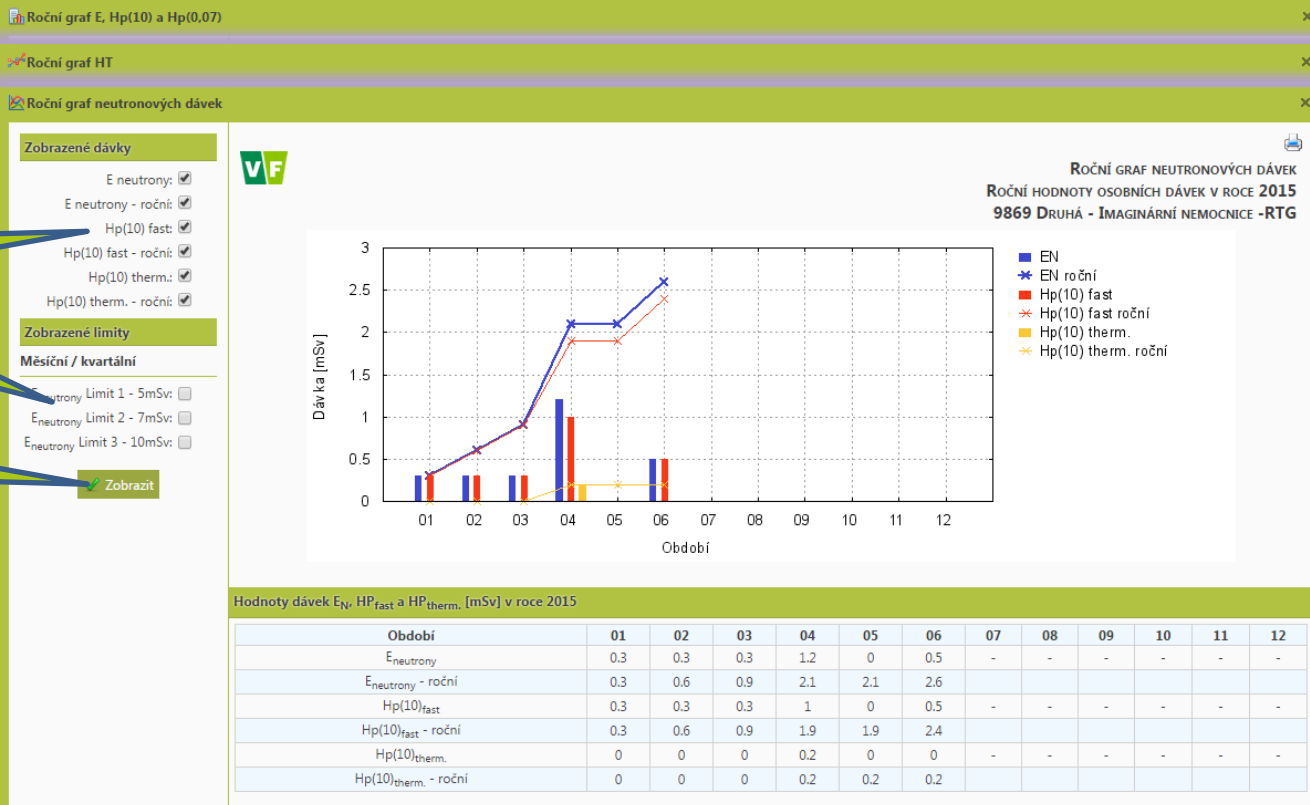 Roční graf E, Hp(10) a Hp(0,07)
Roční graf HT
Roční graf neutronových dávek
Zobrazené dávky
E neutrony:
E neutrony - roční:
Hp(10) fast:
Hp(10) fast - roční:
Hp(10) therm.:
Hp(10) therm. - roční:
Zobrazené limity
Měsíční / kvartální
Eneutrony Limit 1 - 5mSv:
Eneutrony Limit 2 - 7mSv:
Eneutrony Limit 3 - 10mSv:
Zobrazit
VF
Roční graf neutronových dávek
Roční hodnoty osobních dávek v roce 2015
9869 Druhá - Imaginární nemocnice -RTG
Dávka [mSv]
3
2.5
2
1.5
1
0.5
0
01 02 03 04 05 06 07 08 09 10 11 12
Období
EN
EN roční
Hp(10) fast
Hp(10) fast roční
Hp(10) therm.
Hp(10) therm. roční
Hodnoty dávek EN, HPfast a HPtherm. [mSv] v roce 2015
Období 01 02 03 04 05 06 07 08 09 10 11 12
Eneutrony 0.3 0.3 0.3 1.2 0 0.5 - - - - - -
Eneutrony - roční 0.3 0.6 0.9 2.1 2.1 2.6
Hp(10)fast 0.3 0.3 0.3 1 0 0.5 - - - - - -
Hp(10)fast - roční 0.3 0.6 0.9 1.9 1.9 2.4
Hp(10)therm. 0 0 0 0.2 0 0 - - - - - -
Hp(10)therm. - roční 0 0 0 0.2 0.2 0.2